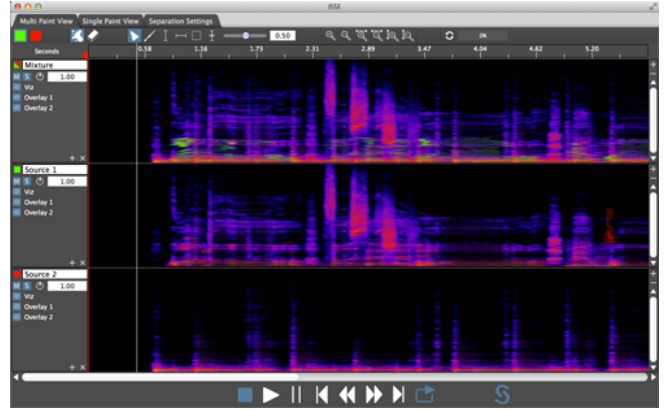 ISSE
Multi Paint View Single Paint View Separation Settings
0.50 ON
Seconds 0.58 1.16 1.73 2.31 2.89 3.47 4.04 4.62 5.20
Mixture
M S 1.00
Viz
Overlay 1
Overlay 2
+ ×
Source 1
M S 1.00
Viz
Overlay 1
Overlay 2
+ ×
Source 2
M S 1.00
Viz
Overlay 1
Overlay 2
+ ×